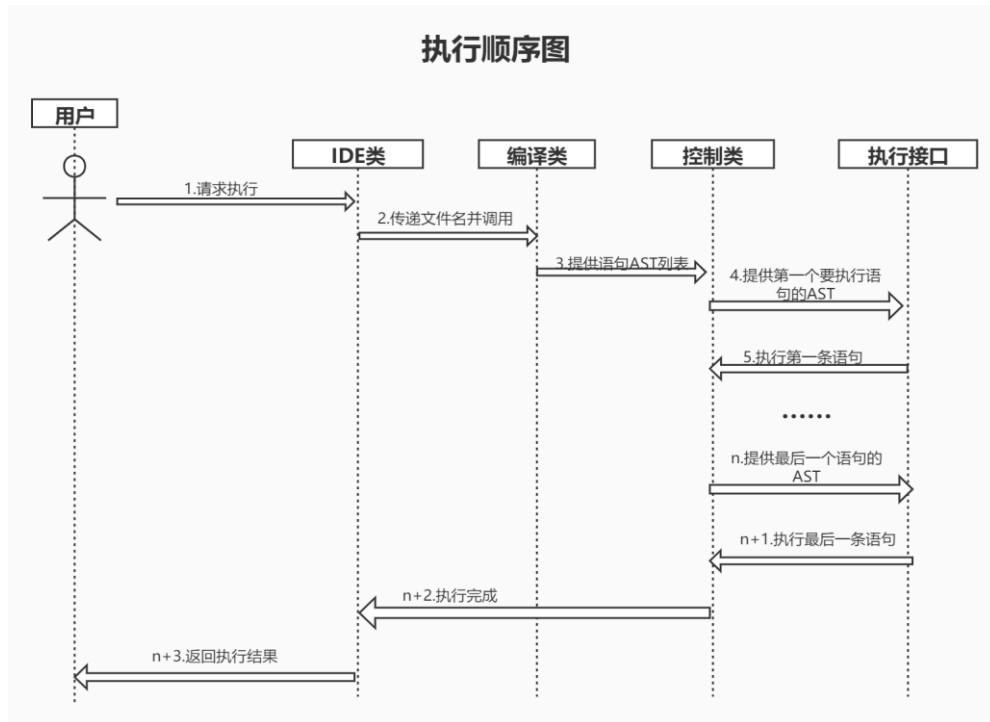 执行顺序图
用户
IDE类
编译类
控制类
执行接口
1.请求执行
2.传递文件名并调用
3.提供语句AST列表
4.提供第一个要执行语
句的AST
5.执行第一条语句
……
n.提供最后一个语句的
AST
n+1.执行最后一条语句
n+2.执行完成
n+3.返回执行结果